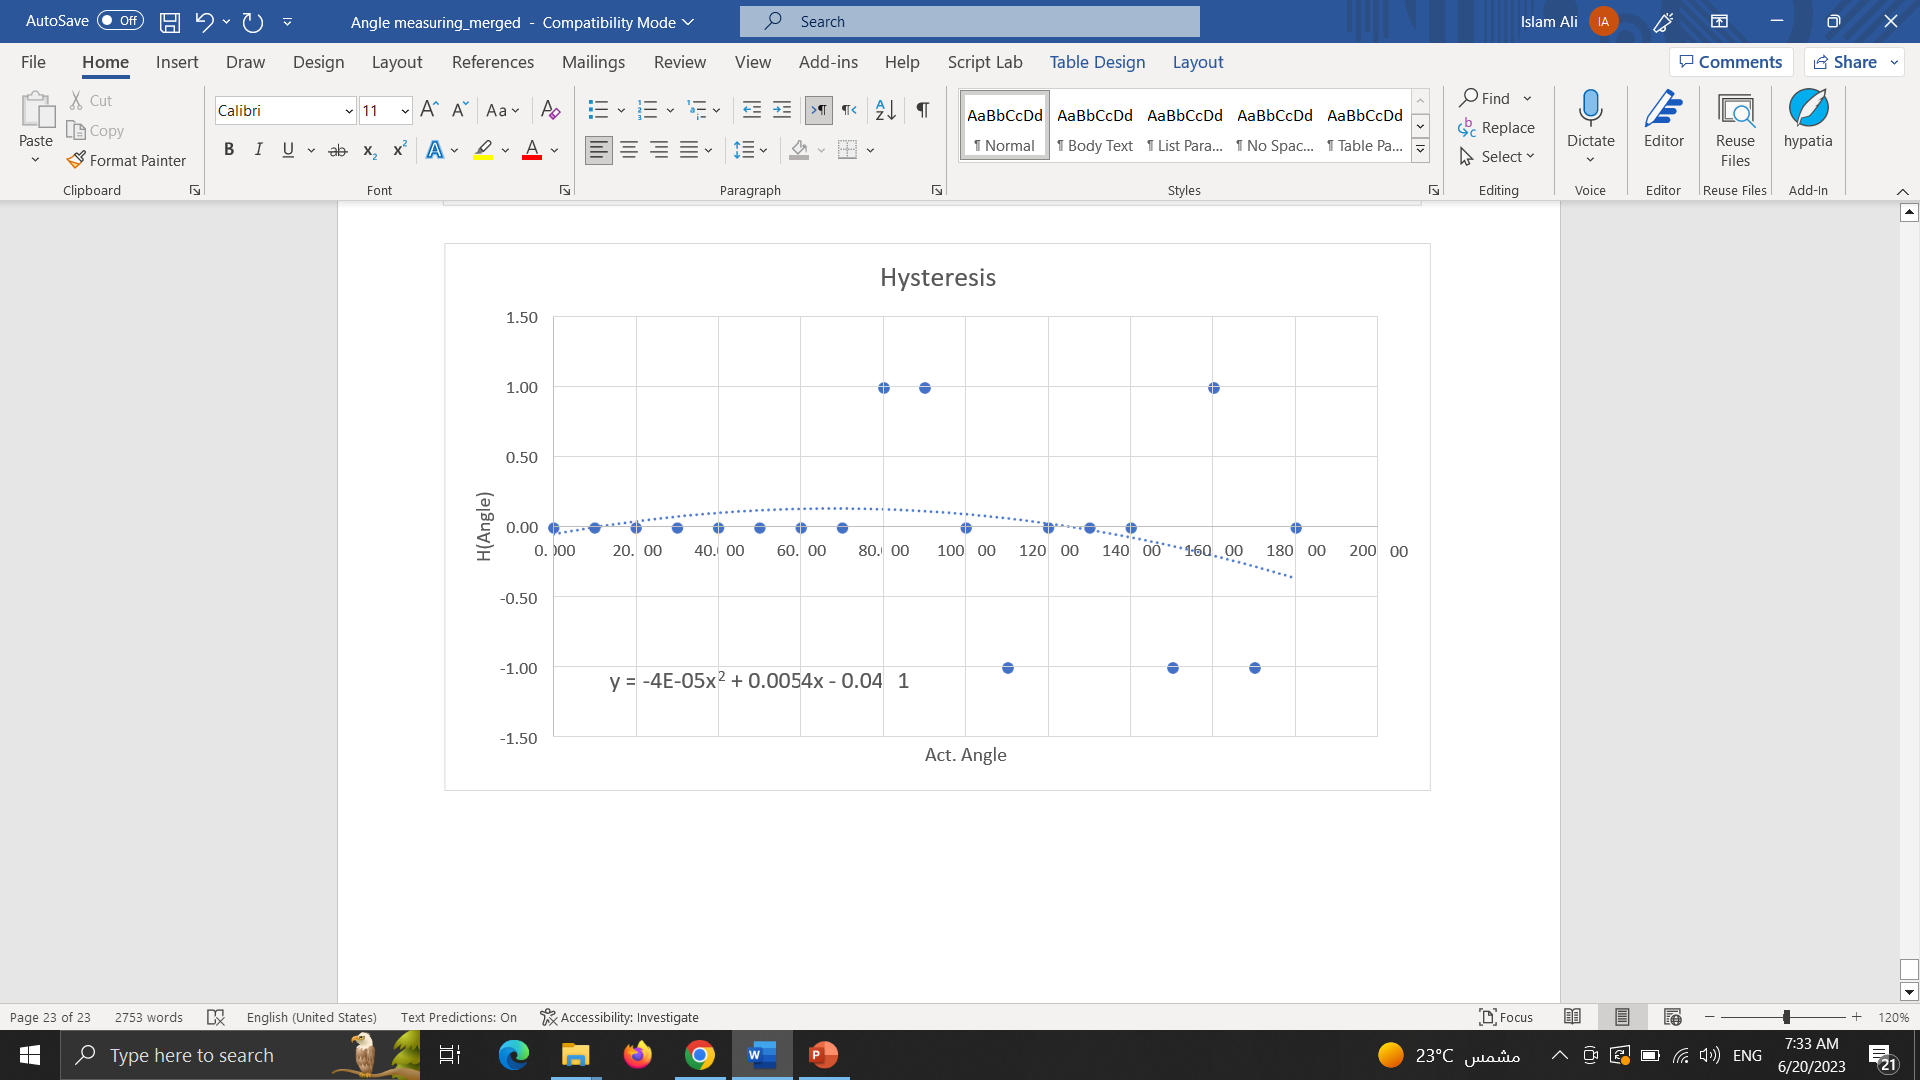 AutoSave Off
Angle measuring_merged - Compatibility Mode
Search
Islam Ali IA
File Home Insert Draw Design Layout References Mailings Review View Add-ins Help Script Lab Table Design Layout
Comments Share
Paste
Cut
Copy
Format Painter
Clipboard
Calibri 11
Font
Paragraph
AaBbCcDd AaBbCcDd AaBbCcDd AaBbCcDd AaBbCcDd
¶ Normal ¶ Body Text ¶ List Para... ¶ No Spac... ¶ Table Pa...
Styles
Find
Replace
Select
Editing
Dictate
Voice
Editor
Editor
Reuse Files
Reuse Files
hypatia
Add-In
Hysteresis
1.50
1.00
0.50
0.00
-0.50
-1.00
-1.50
H(Angle)
0.000 20. 00 40.00 60. 00 80.00 100 00 120 00 140 00 160 00 180 00 200 00
y = -4E-05x² + 0.0054x - 0.04 1
Act. Angle
Page 23 of 23 2753 words English (United States) Text Predictions: On Accessibility: Investigate
Focus 120%
Type here to search
23°C مشمس
ENG
7:33 AM
6/20/2023
21